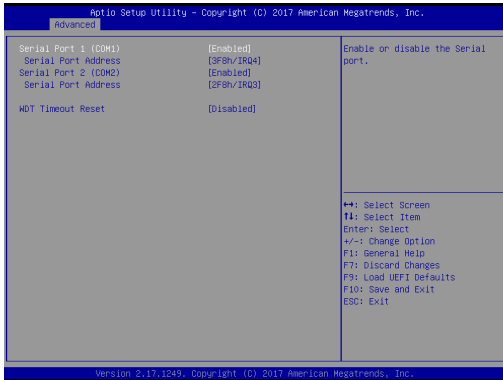 Aptio Setup Utility – Copyright (C) 2017 American Megatrends, Inc.
Advanced
Serial Port 1 (COM1) [Enabled]
Serial Port Address [3F8h/IRQ4]
Serial Port 2 (COM2) [Enabled]
Serial Port Address [2F8h/IRQ3]
WDT Timeout Reset [Disabled]
Enable or disable the Serial
port.
↔: Select Screen
↑↓: Select Item
Enter: Select
+/-: Change Option
F1: General Help
F7: Discard Changes
F9: Load UEFI Defaults
F10: Save and Exit
ESC: Exit
Version 2.17.1249. Copyright (C) 2017 American Megatrends, Inc.